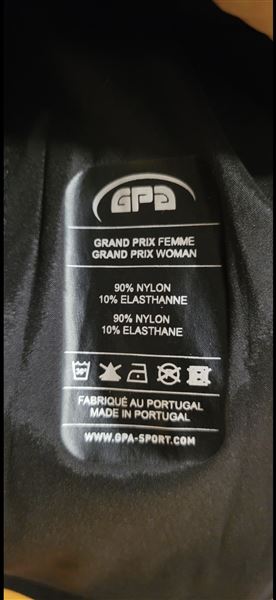 GPA
GRAND PRIX FEMME
GRAND PRIX WOMAN
90% NYLON
10% ELASTHANNE
90% NYLON
10% ELASTHANE
30°
FABRIQUÉ AU PORTUGAL
MADE IN PORTUGAL
WWW.GPA-SPORT.COM